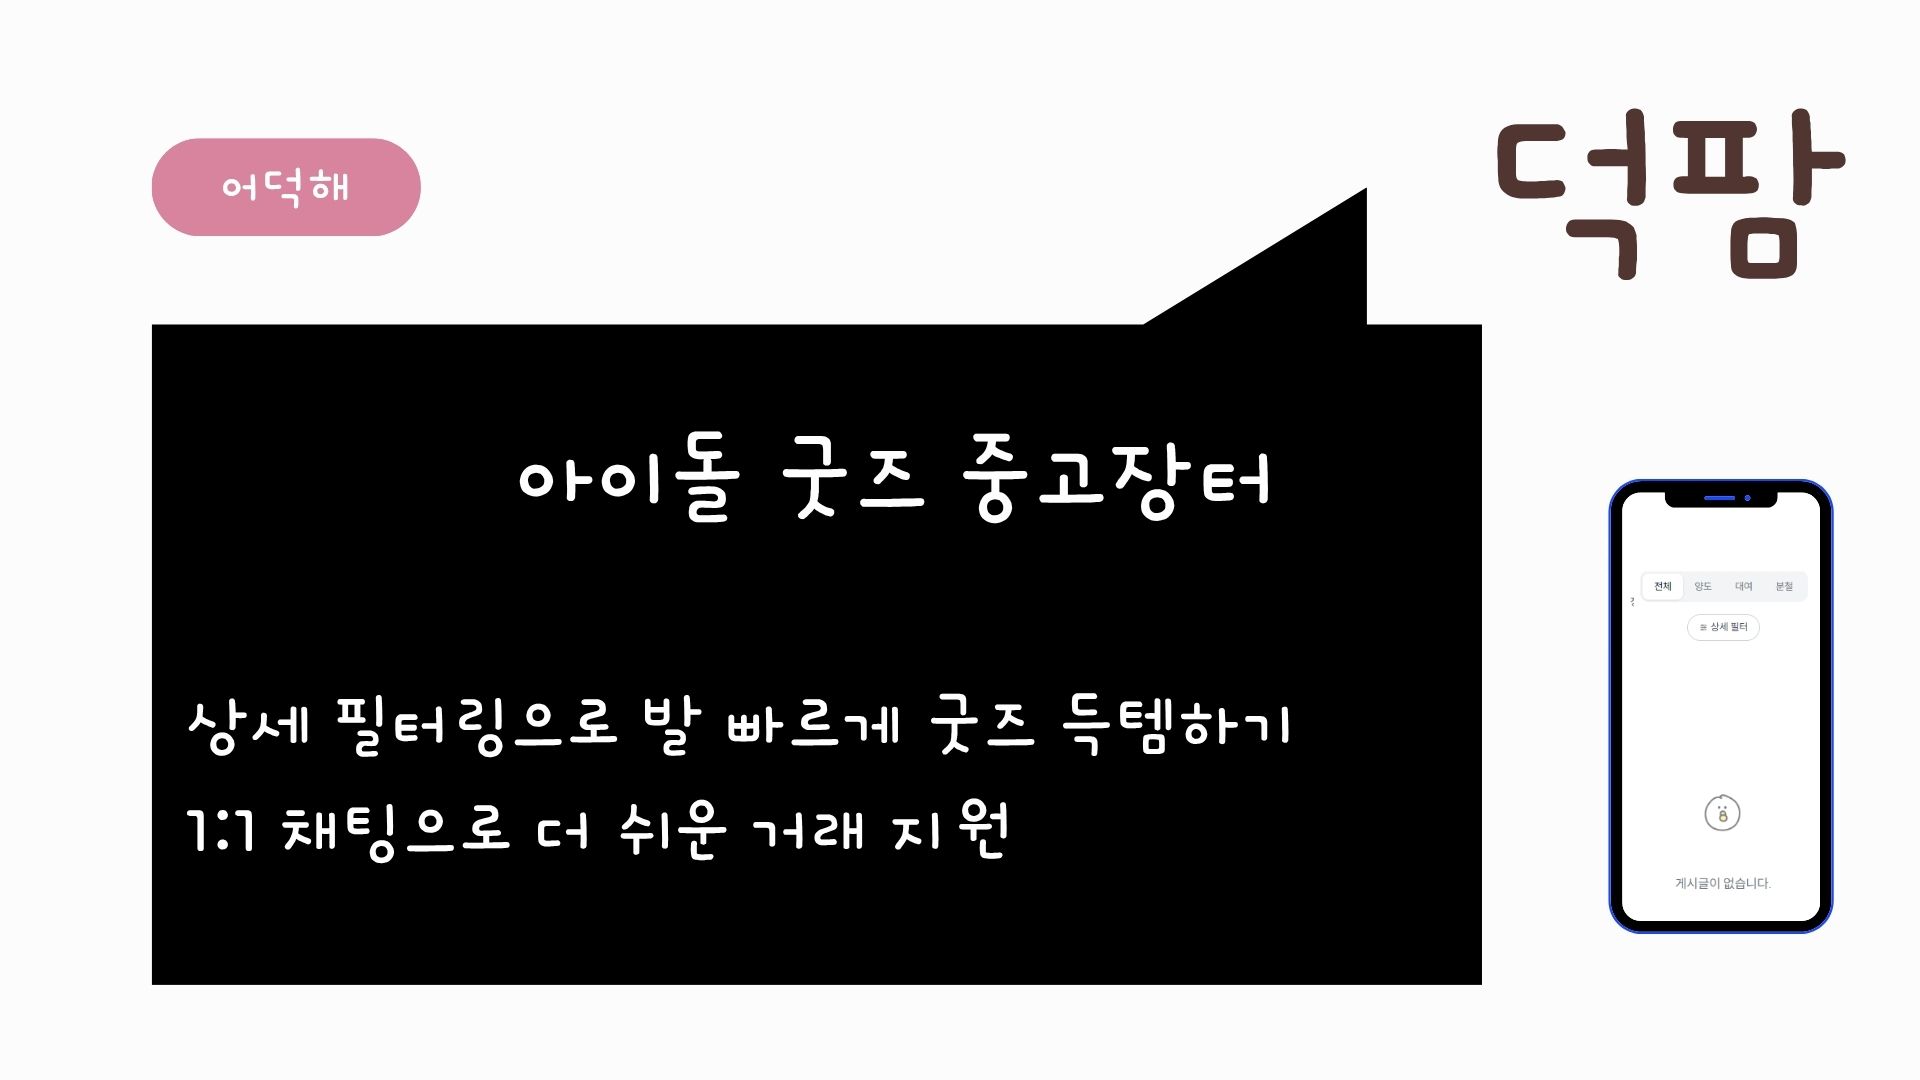 어덕해
덕팜
아이돌 굿즈 중고장터
상세 필터링으로 발 빠르게 굿즈 득템하기
1:1 채팅으로 더 쉬운 거래 지원
전체 양도 대여 분철
상세 필터
게시글이 없습니다.